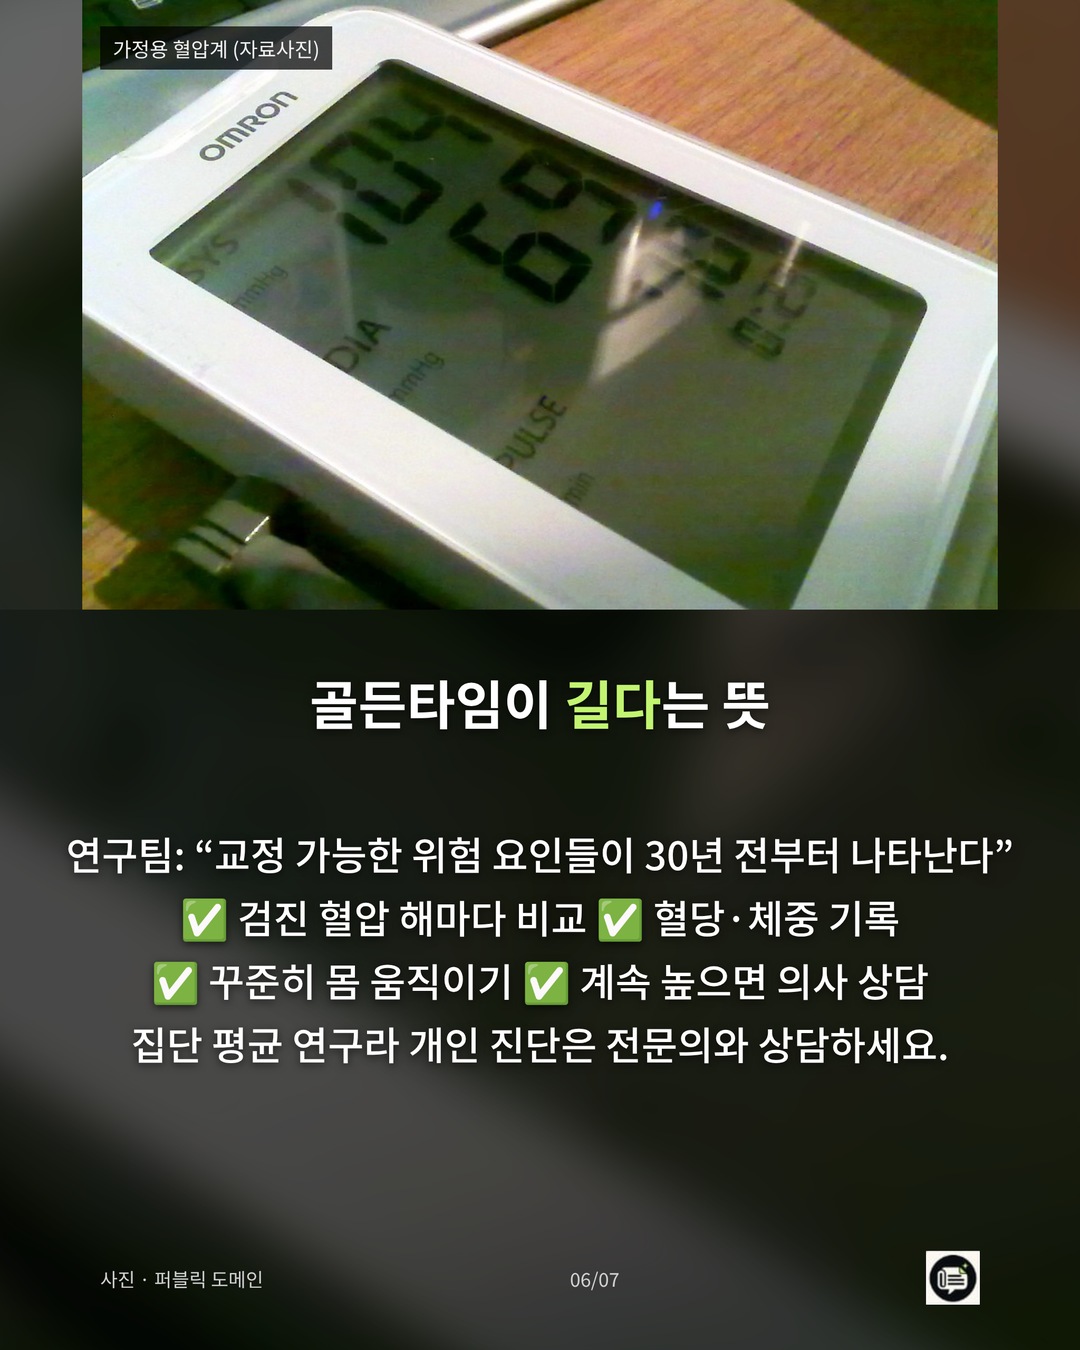 가정용 혈압계 (자료사진)
OMRON
104
SYS
mmHg
69
DIA
mmHg
PULSE
min
골든타임이 길다는 뜻
연구팀: “교정 가능한 위험 요인들이 30년 전부터 나타난다”
✅ 검진 혈압 해마다 비교 ✅ 혈당·체중 기록
✅ 꾸준히 몸 움직이기 ✅ 계속 높으면 의사 상담
집단 평균 연구라 개인 진단은 전문의와 상담하세요.
사진 · 퍼블릭 도메인
06/07